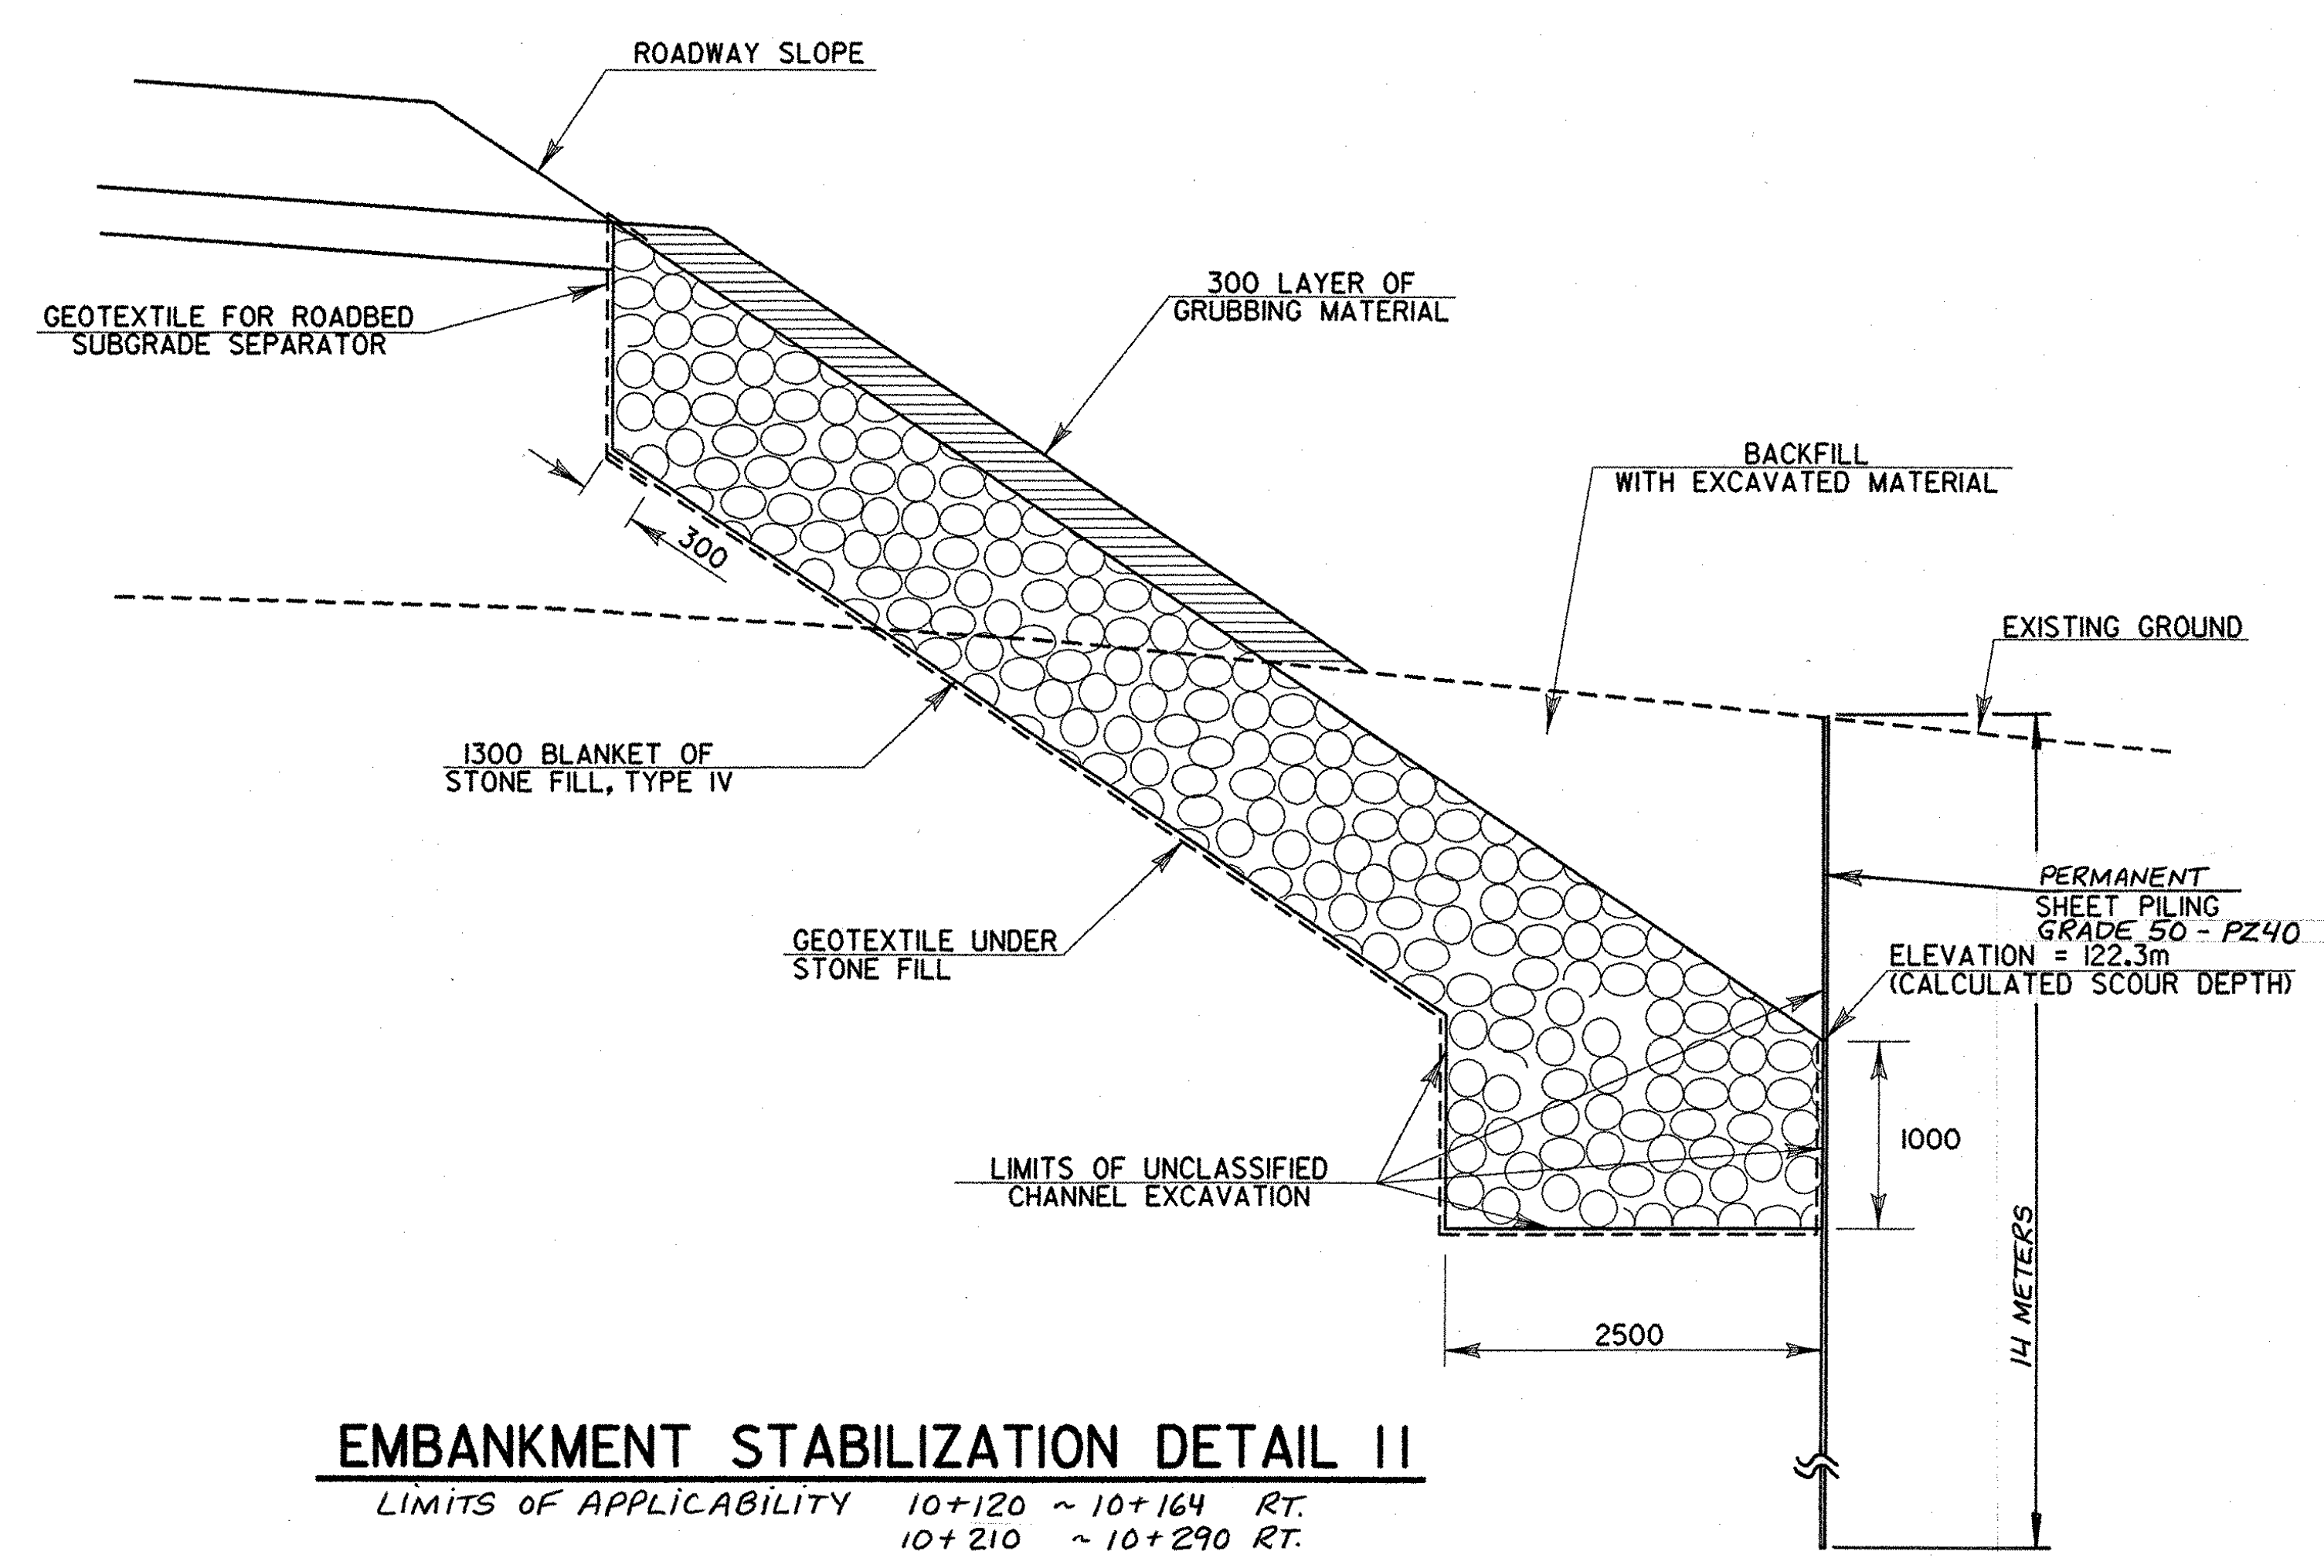 ROADWAY SLOPE
300 LAYER OF
GRUBBING MATERIAL
GEOTEXTILE FOR ROADBED
SUBGRADE SEPARATOR
BACKFILL
WITH EXCAVATED MATERIAL
300
EXISTING GROUND
1300 BLANKET OF
STONE FILL, TYPE IV
PERMANENT
SHEET PILING
GRADE 50 - PZ40
GEOTEXTILE UNDER
STONE FILL
ELEVATION = 122.3m
(CALCULATED SCOUR DEPTH)
1000
LIMITS OF UNCLASSIFIED
CHANNEL EXCAVATION
14 METERS
2500
EMBANKMENT STABILIZATION DETAIL II
LIMITS OF APPLICABILITY 10+120 ~ 10+164 RT.
10+210 ~ 10+290 RT.